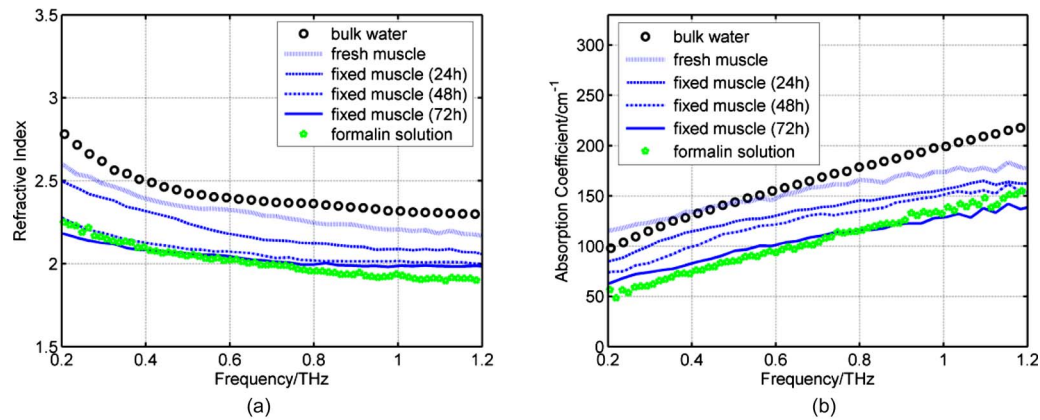 3.5
3
2.5
2
1.5
Refractive Index
0.2
0.4
0.6
0.8
1
1.2
Frequency/THz
bulk water
fresh muscle
fixed muscle (24h)
fixed muscle (48h)
fixed muscle (72h)
formalin solution
(a)
300
250
200
150
100
50
0
Absorption Coefficient/cm⁻¹
0.2
0.4
0.6
0.8
1
1.2
Frequency/THz
bulk water
fresh muscle
fixed muscle (24h)
fixed muscle (48h)
fixed muscle (72h)
formalin solution
(b)